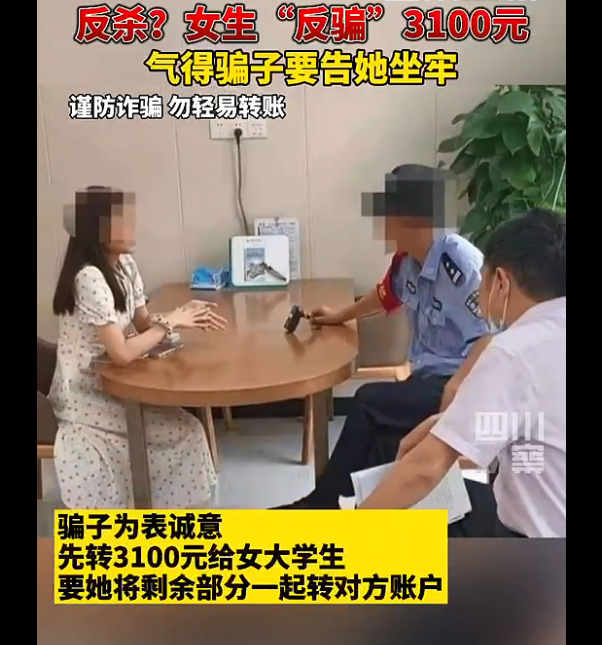 反杀？女生“反骗”3100元
气得骗子要告她坐牢
谨防诈骗 勿轻易转账
四川
骗子为表诚意
先转3100元给女大学生
要她将剩余部分一起转对方账户